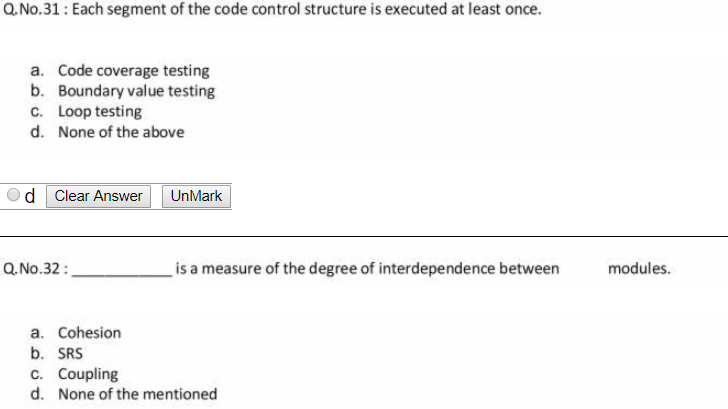 Q.No.31 : Each segment of the code control structure is executed at least once.
a. Code coverage testing
b. Boundary value testing
c. Loop testing
d. None of the above
d Clear Answer UnMark
Q.No.32 : ____________ is a measure of the degree of interdependence between modules.
a. Cohesion
b. SRS
c. Coupling
d. None of the mentioned